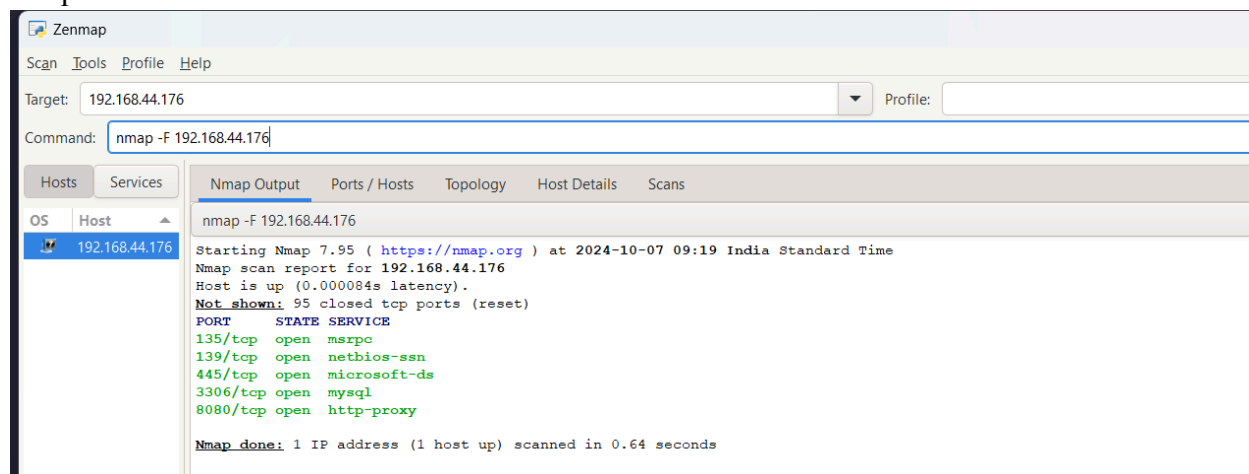 Zenmap
Scan Tools Profile Help
Target: 192.168.44.176 Profile:
Command: nmap -F 192.168.44.176
Hosts Services Nmap Output Ports / Hosts Topology Host Details Scans
OS Host nmap -F 192.168.44.176
192.168.44.176
Starting Nmap 7.95 ( https://nmap.org ) at 2024-10-07 09:19 India Standard Time
Nmap scan report for 192.168.44.176
Host is up (0.000084s latency).
Not shown: 95 closed tcp ports (reset)
PORT STATE SERVICE
135/tcp open msrpc
139/tcp open netbios-ssn
445/tcp open microsoft-ds
3306/tcp open mysql
8080/tcp open http-proxy
Nmap done: 1 IP address (1 host up) scanned in 0.64 seconds